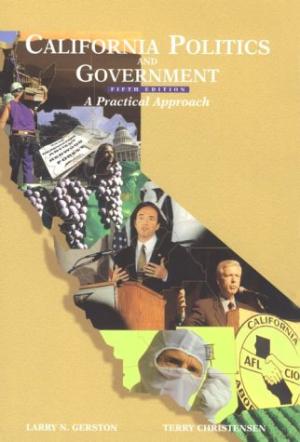 CALIFORNIA POLITICS
AND
GOVERNMENT
FIFTH EDITION
A Practical Approach
CALIFORNIA
AFL
CIO
LARRY N. GERSTON
TERRY CHRISTENSEN